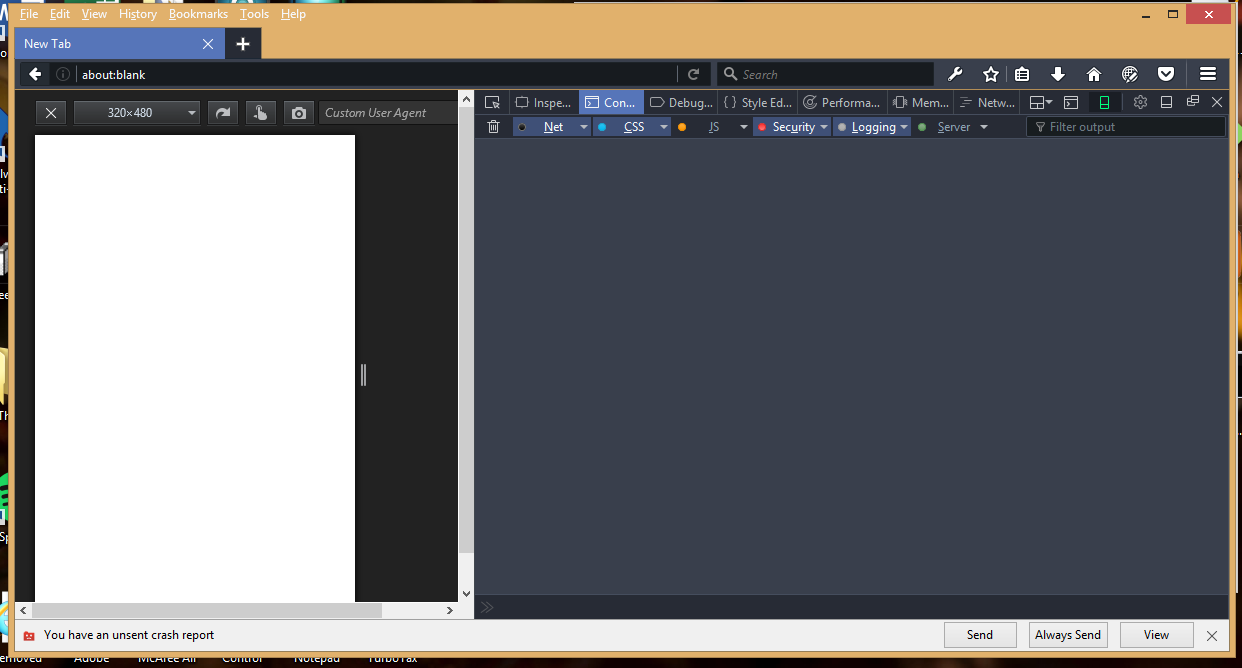 File Edit View History Bookmarks Tools Help
New Tab
about:blank
Search
320×480
Custom User Agent
Inspe... Con... Debug... { } Style Ed... Performa... Mem... Netw...
Net CSS JS Security Logging Server
Filter output
You have an unsent crash report
Send Always Send View
emoved Adobe McAfee All Control Notepad TurboTax